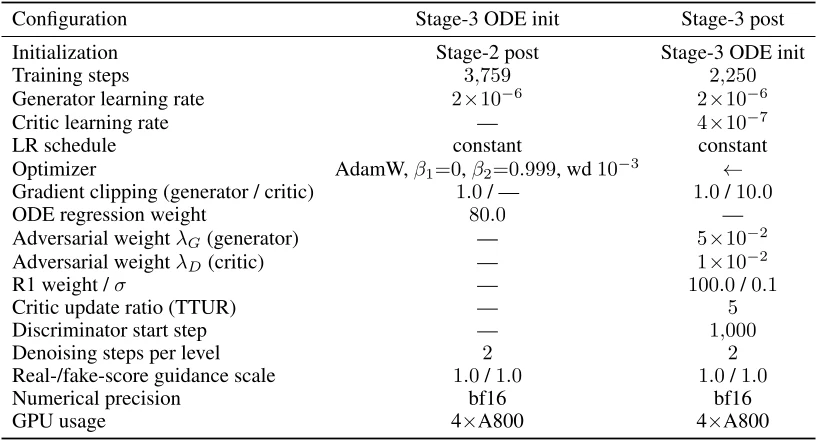 Configuration Stage-3 ODE init Stage-3 post
Initialization Stage-2 post Stage-3 ODE init
Training steps 3,759 2,250
Generator learning rate 2×10⁻⁶ 2×10⁻⁶
Critic learning rate — 4×10⁻⁷
LR schedule constant constant
Optimizer AdamW, β₁=0, β₂=0.999, wd 10⁻³ ←
Gradient clipping (generator / critic) 1.0 / — 1.0 / 10.0
ODE regression weight 80.0 —
Adversarial weight λ_G (generator) — 5×10⁻²
Adversarial weight λ_D (critic) — 1×10⁻²
R1 weight / σ — 100.0 / 0.1
Critic update ratio (TTUR) — 5
Discriminator start step — 1,000
Denoising steps per level 2 2
Real-/fake-score guidance scale 1.0 / 1.0 1.0 / 1.0
Numerical precision bf16 bf16
GPU usage 4×A800 4×A800